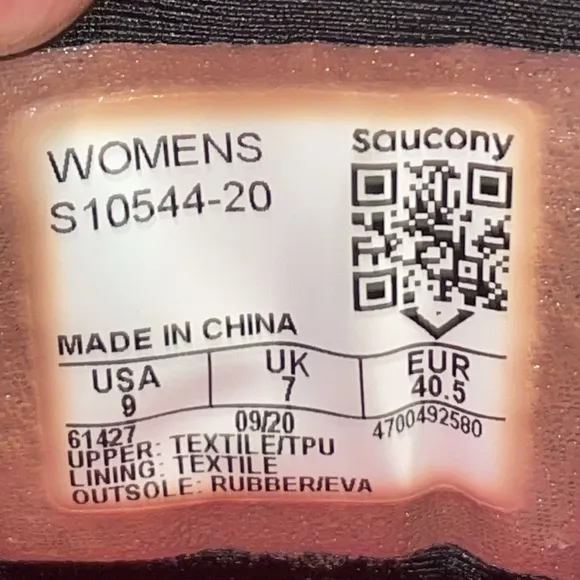 WOMENS
S10544-20
saucony
MADE IN CHINA
USA
9
UK
7
EUR
40.5
61427
09/20
4700492580
UPPER: TEXTILE/TPU
LINING: TEXTILE
OUTSOLE: RUBBER/EVA